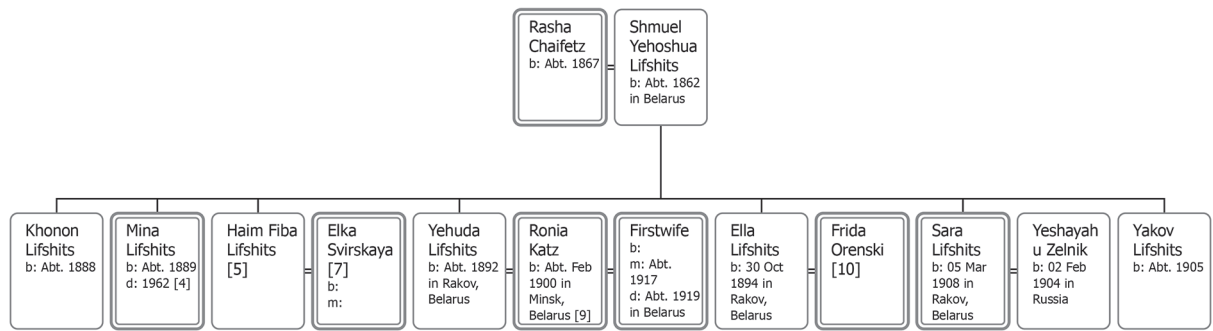 Rasha
Chaifetz
b: Abt. 1867
Shmuel
Yehoshua
Lifshits
b: Abt. 1862
in Belarus
Khonon
Lifshits
b: Abt. 1888
Mina
Lifshits
b: Abt. 1889
d: 1962 [4]
Haim Fiba
Lifshits
[5]
Elka
Svirskaya
[7]
b:
m:
Yehuda
Lifshits
b: Abt. 1892
in Rakov,
Belarus
Ronia
Katz
b: Abt. Feb
1900 in
Minsk,
Belarus [9]
Firstwife
b:
m: Abt.
1917
d: Abt. 1919
in Belarus
Ella
Lifshits
b: 30 Oct
1894 in
Rakov,
Belarus
Frida
Orenski
[10]
Sara
Lifshits
b: 05 Mar
1908 in
Rakov,
Belarus
Yeshayah
u Zelnik
b: 02 Feb
1904 in
Russia
Yakov
Lifshits
b: Abt. 1905